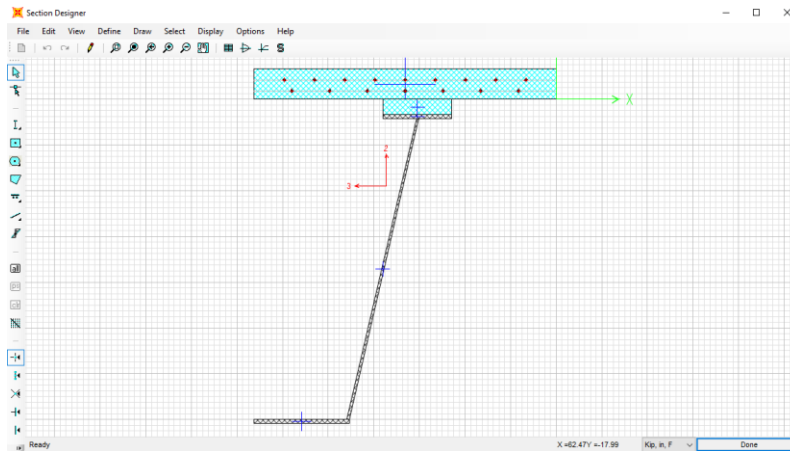 Section Designer
File Edit View Define Draw Select Display Options Help
S
X
2
3
all
Ready
X =62.47Y =-17.99
Kip, in, F
Done